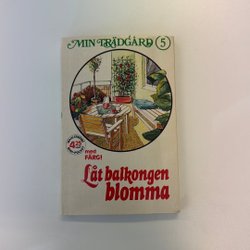 MIN TRÄDGÅRD 5
med
FÄRG!
Låt balkongen
blomma